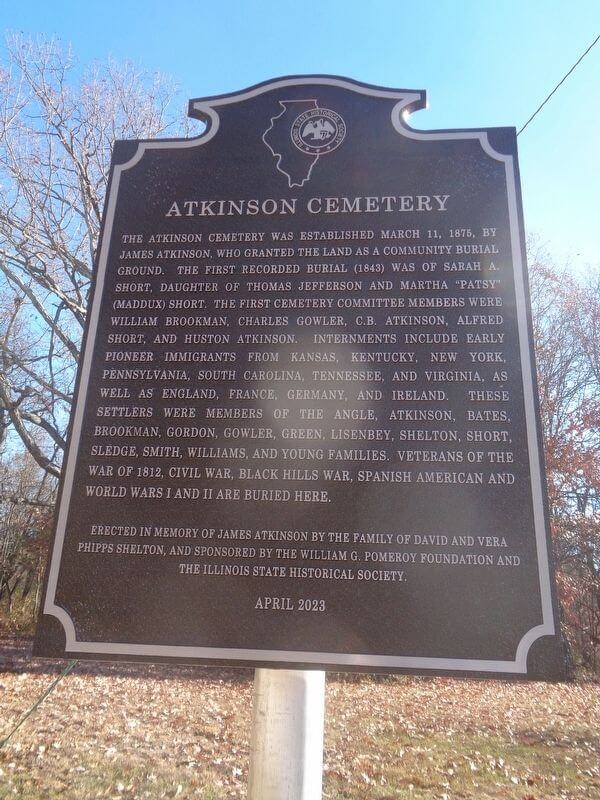 ILLINOIS STATE HISTORICAL SOCIETY
ATKINSON CEMETERY
THE ATKINSON CEMETERY WAS ESTABLISHED MARCH 11, 1875, BY
JAMES ATKINSON, WHO GRANTED THE LAND AS A COMMUNITY BURIAL
GROUND. THE FIRST RECORDED BURIAL (1843) WAS OF SARAH A.
SHORT, DAUGHTER OF THOMAS JEFFERSON AND MARTHA "PATSY"
(MADDUX) SHORT. THE FIRST CEMETERY COMMITTEE MEMBERS WERE
WILLIAM BROOKMAN, CHARLES GOWLER, C.B. ATKINSON, ALFRED
SHORT, AND HUSTON ATKINSON. INTERNMENTS INCLUDE EARLY
PIONEER IMMIGRANTS FROM KANSAS, KENTUCKY, NEW YORK,
PENNSYLVANIA, SOUTH CAROLINA, TENNESSEE, AND VIRGINIA, AS
WELL AS ENGLAND, FRANCE, GERMANY, AND IRELAND. THESE
SETTLERS WERE MEMBERS OF THE ANGLE, ATKINSON, BATES,
BROOKMAN, GORDON, GOWLER, GREEN, LISENBEY, SHELTON, SHORT,
SLEDGE, SMITH, WILLIAMS, AND YOUNG FAMILIES. VETERANS OF THE
WAR OF 1812, CIVIL WAR, BLACK HILLS WAR, SPANISH AMERICAN AND
WORLD WARS I AND II ARE BURIED HERE.
ERECTED IN MEMORY OF JAMES ATKINSON BY THE FAMILY OF DAVID AND VERA
PHIPPS SHELTON, AND SPONSORED BY THE WILLIAM G. POMEROY FOUNDATION AND
THE ILLINOIS STATE HISTORICAL SOCIETY.
APRIL 2023